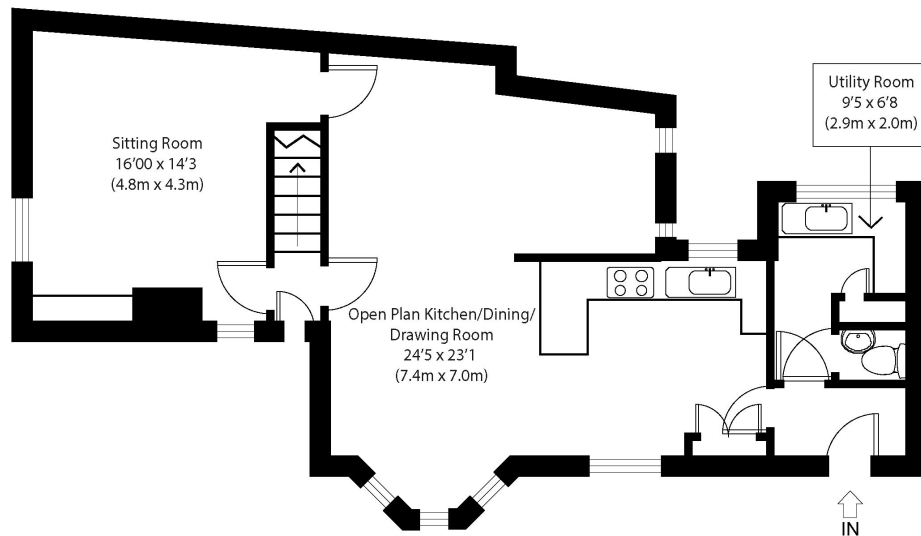 Utility Room
9'5 x 6'8
(2.9m x 2.0m)
Sitting Room
16'00 x 14'3
(4.8m x 4.3m)
Open Plan Kitchen/Dining/
Drawing Room
24'5 x 23'1
(7.4m x 7.0m)
IN